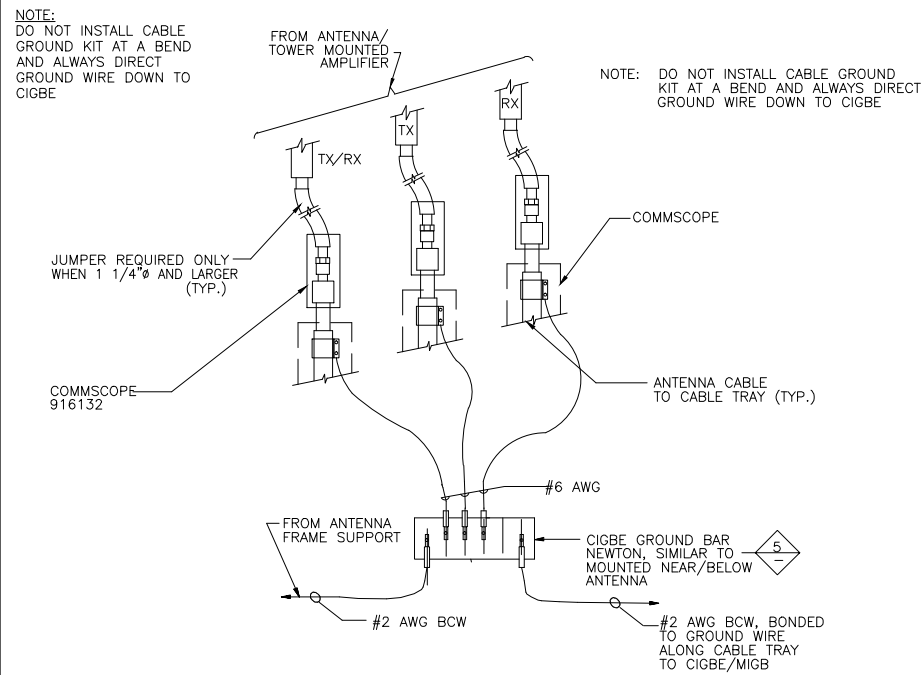 NOTE:
DO NOT INSTALL CABLE
GROUND KIT AT A BEND
AND ALWAYS DIRECT
GROUND WIRE DOWN TO
CIGBE
FROM ANTENNA/
TOWER MOUNTED
AMPLIFIER
NOTE: DO NOT INSTALL CABLE GROUND
KIT AT A BEND AND ALWAYS DIRECT
GROUND WIRE DOWN TO CIGBE
RX
TX
TX/RX
COMMSCOPE
JUMPER REQUIRED ONLY
WHEN 1 1/4"ø AND LARGER
(TYP.)
ANTENNA CABLE
TO CABLE TRAY (TYP.)
COMMSCOPE
916132
#6 AWG
FROM ANTENNA
FRAME SUPPORT
CIGBE GROUND BAR
NEWTON, SIMILAR TO
MOUNTED NEAR/BELOW
ANTENNA
5
–
#2 AWG BCW
#2 AWG BCW, BONDED
TO GROUND WIRE
ALONG CABLE TRAY
TO CIGBE/MIGB